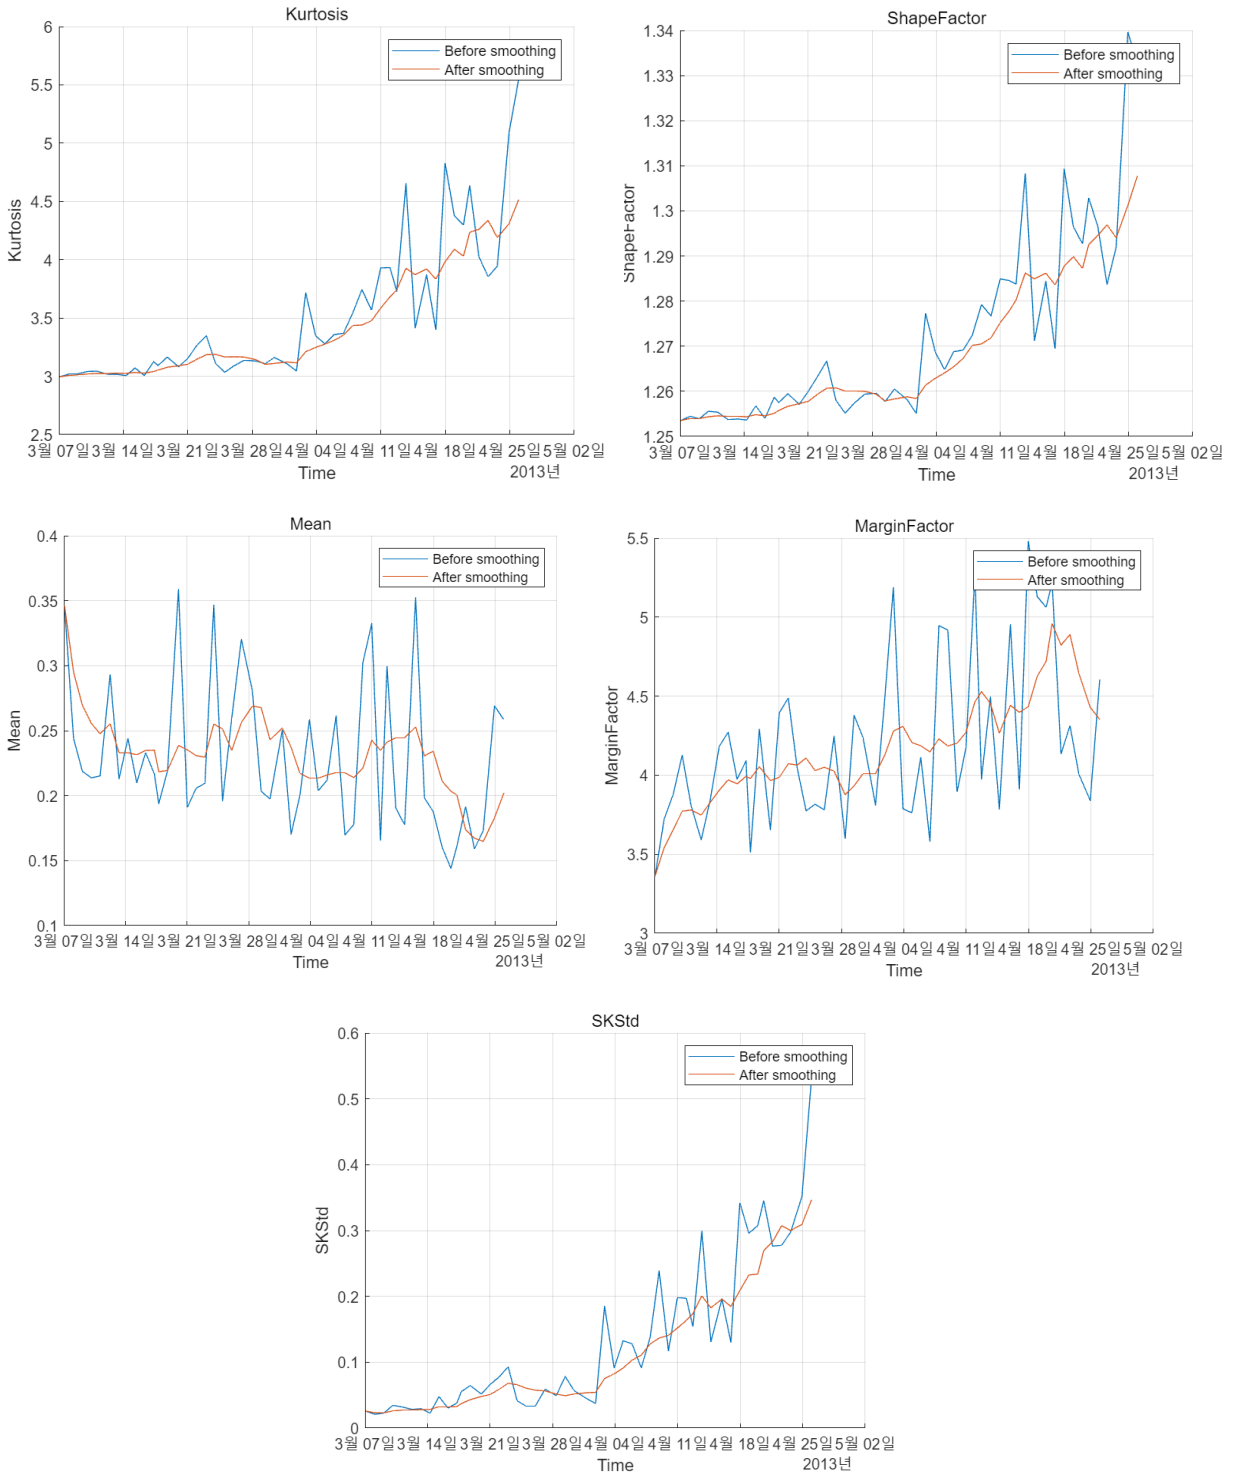 Kurtosis
Before smoothing
After smoothing
6
5.5
5
4.5
4
3.5
3
2.5
Kurtosis
3월 07일 3월 14일 3월 21일 3월 28일 4월 04일 4월 11일 4월 18일 4월 25일 5월 02일
Time
2013년
ShapeFactor
Before smoothing
After smoothing
1.34
1.33
1.32
1.31
1.3
1.29
1.28
1.27
1.26
1.25
ShapeFactor
3월 07일 3월 14일 3월 21일 3월 28일 4월 04일 4월 11일 4월 18일 4월 25일 5월 02일
Time
2013년
Mean
Before smoothing
After smoothing
0.4
0.35
0.3
0.25
0.2
0.15
0.1
Mean
3월 07일 3월 14일 3월 21일 3월 28일 4월 04일 4월 11일 4월 18일 4월 25일 5월 02일
Time
2013년
MarginFactor
Before smoothing
After smoothing
5.5
5
4.5
4
3.5
3
MarginFactor
3월 07일 3월 14일 3월 21일 3월 28일 4월 04일 4월 11일 4월 18일 4월 25일 5월 02일
Time
2013년
SKStd
Before smoothing
After smoothing
0.6
0.5
0.4
0.3
0.2
0.1
0
SKStd
3월 07일 3월 14일 3월 21일 3월 28일 4월 04일 4월 11일 4월 18일 4월 25일 5월 02일
Time
2013년